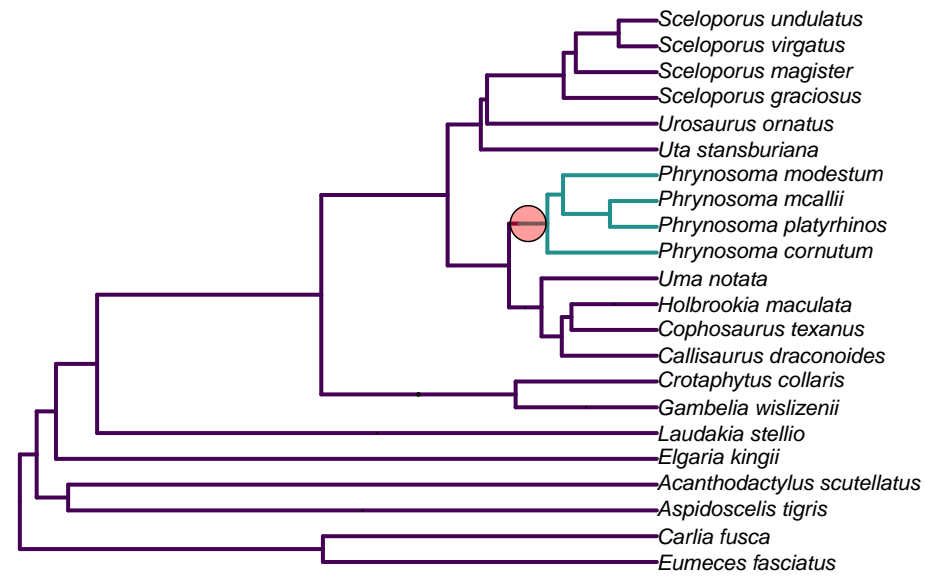 Sceloporus undulatus
Sceloporus virgatus
Sceloporus magister
Sceloporus graciosus
Urosaurus ornatus
Uta stansburiana
Phrynosoma modestum
Phrynosoma mcallii
Phrynosoma platyrhinos
Phrynosoma cornutum
Uma notata
Holbrookia maculata
Cophosaurus texanus
Callisaurus draconoides
Crotaphytus collaris
Gambelia wislizenii
Laudakia stellio
Elgaria kingii
Acanthodactylus scutellatus
Aspidoscelis tigris
Carlia fusca
Eumeces fasciatus